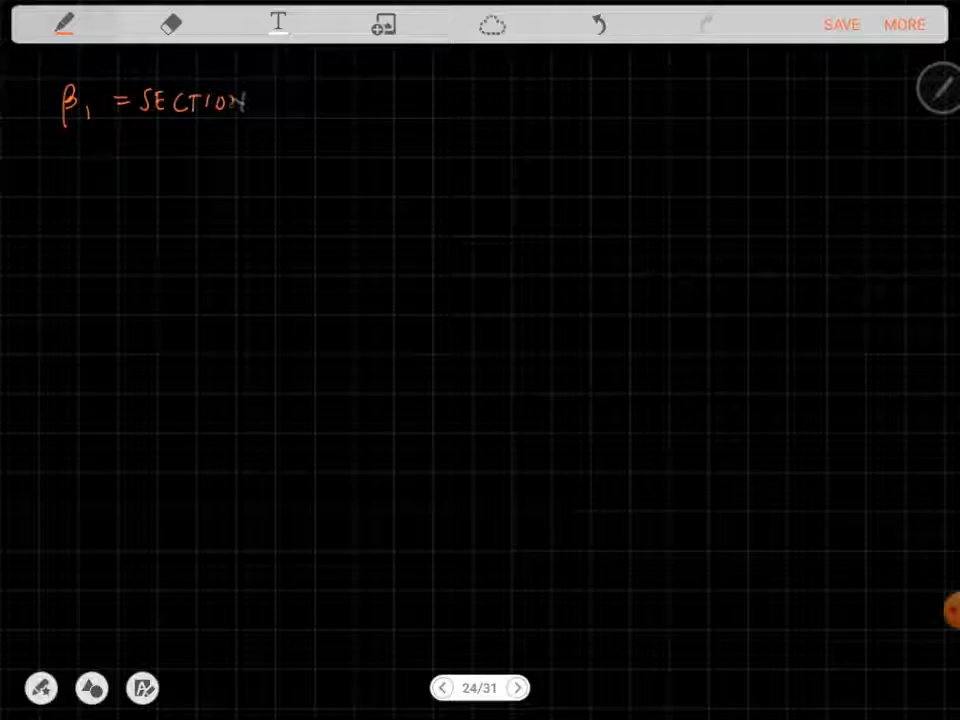 T
SAVE MORE
β₁ = SECTION
A
24/31